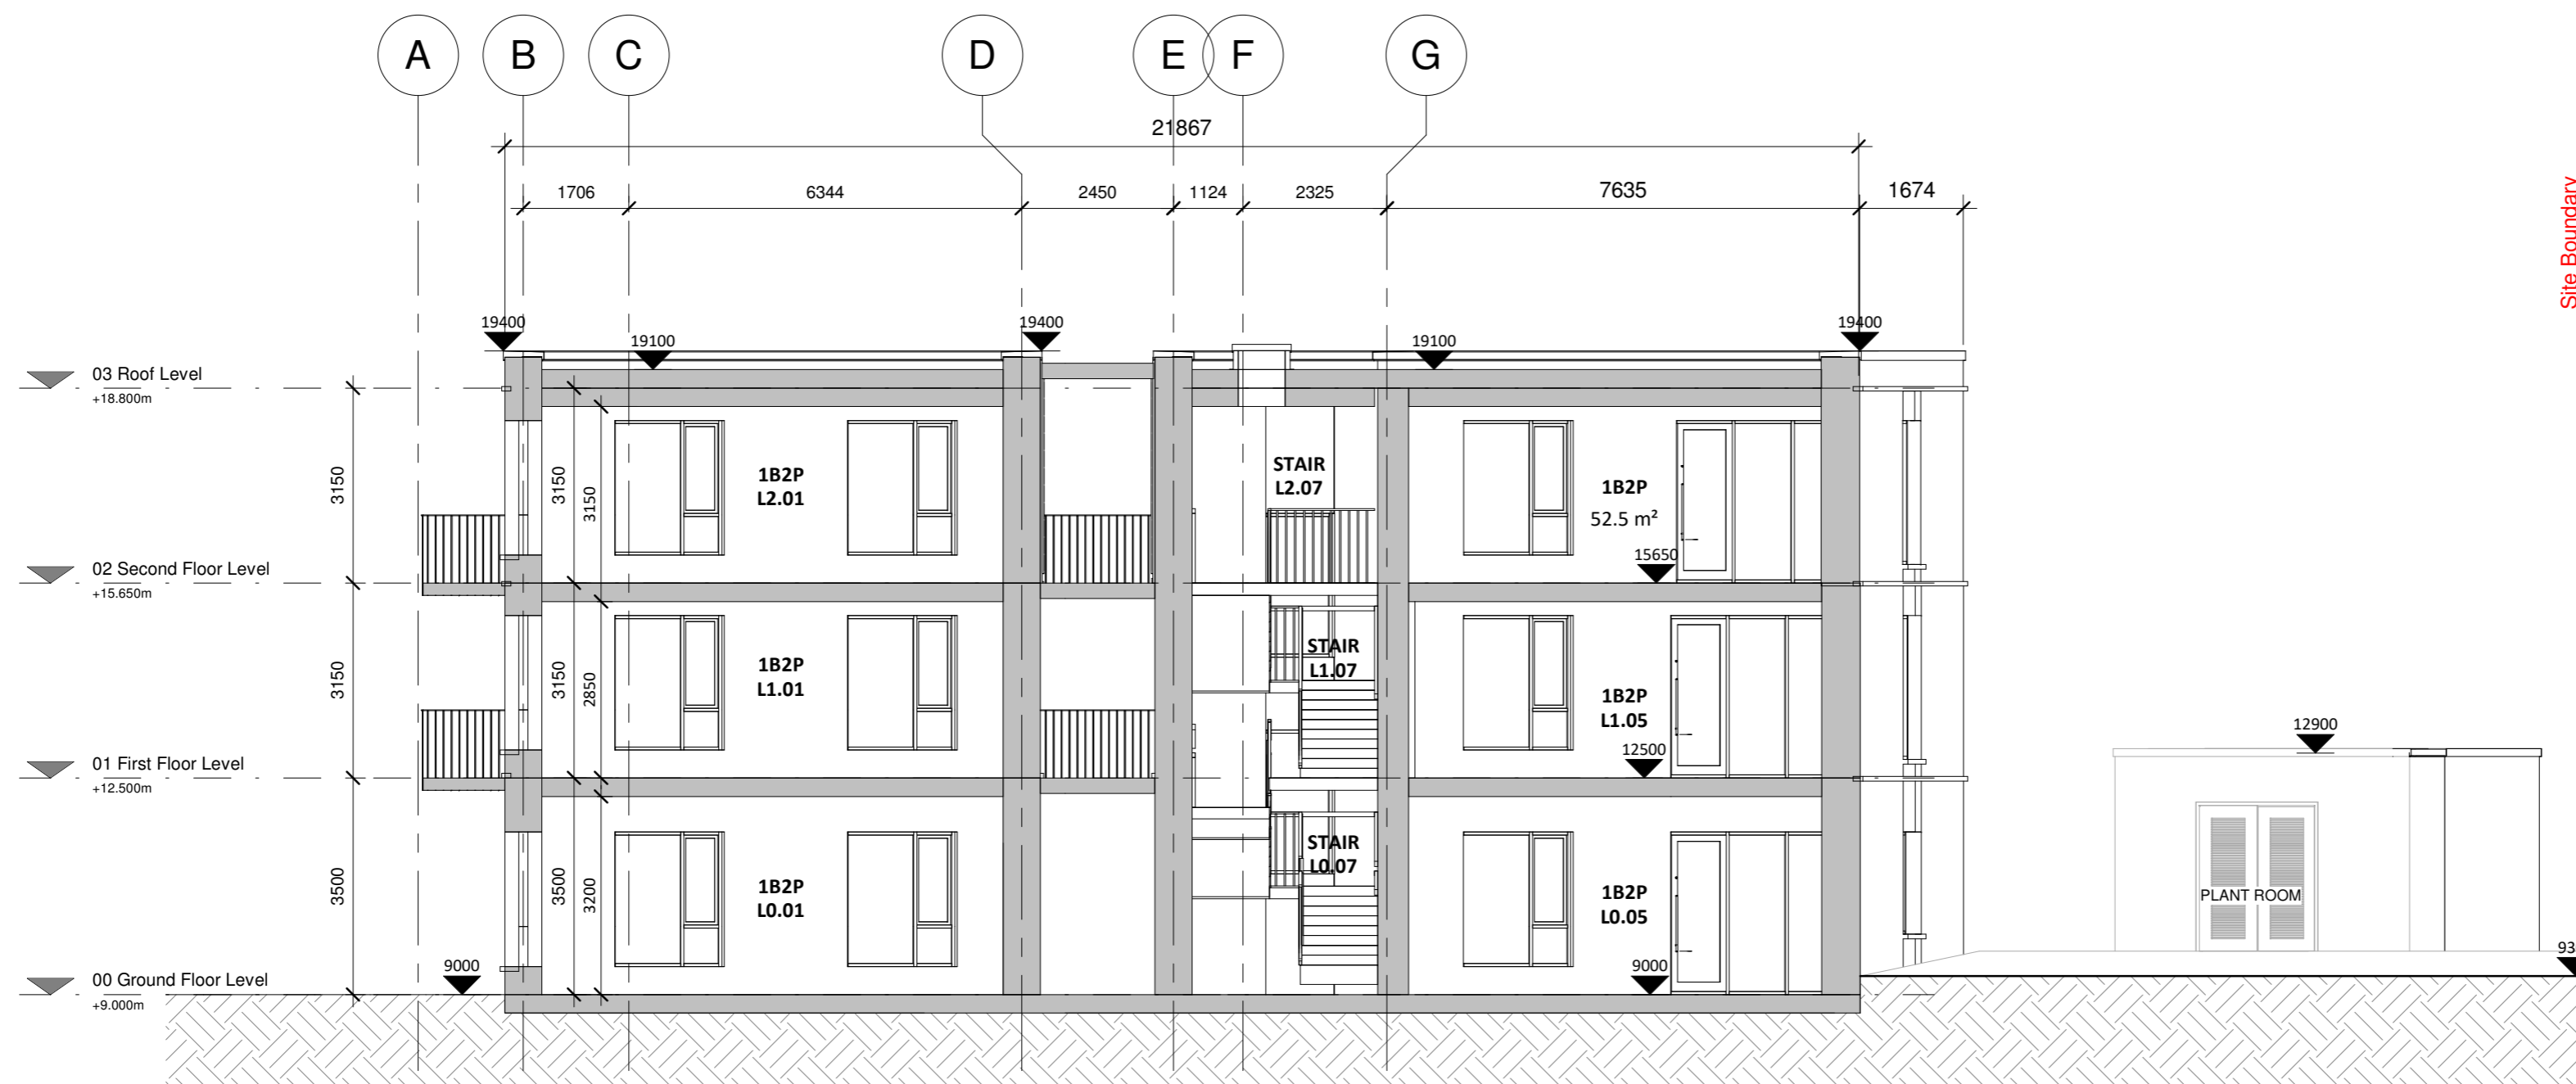 A B C D E F G
21867
1706 6344 2450 1124 2325 7635 1674
Site Boundary
19400 19400 19400
19100 19100
03 Roof Level
+18.800m
3150 3150 3150
1B2P
L2.01
STAIR
L2.07
1B2P
52.5 m²
15650
02 Second Floor Level
+15.650m
3150 3150 2850
1B2P
L1.01
STAIR
L1.07
1B2P
L1.05
12500
12900
01 First Floor Level
+12.500m
3500 3500 3200
1B2P
L0.01
STAIR
L0.07
1B2P
L0.05
PLANT ROOM
9000 9000
93
00 Ground Floor Level
+9.000m